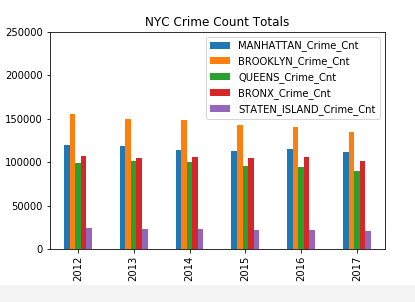 NYC Crime Count Totals
250000
200000
150000
100000
50000
0
MANHATTAN_Crime_Cnt
BROOKLYN_Crime_Cnt
QUEENS_Crime_Cnt
BRONX_Crime_Cnt
STATEN_ISLAND_Crime_Cnt
2012
2013
2014
2015
2016
2017